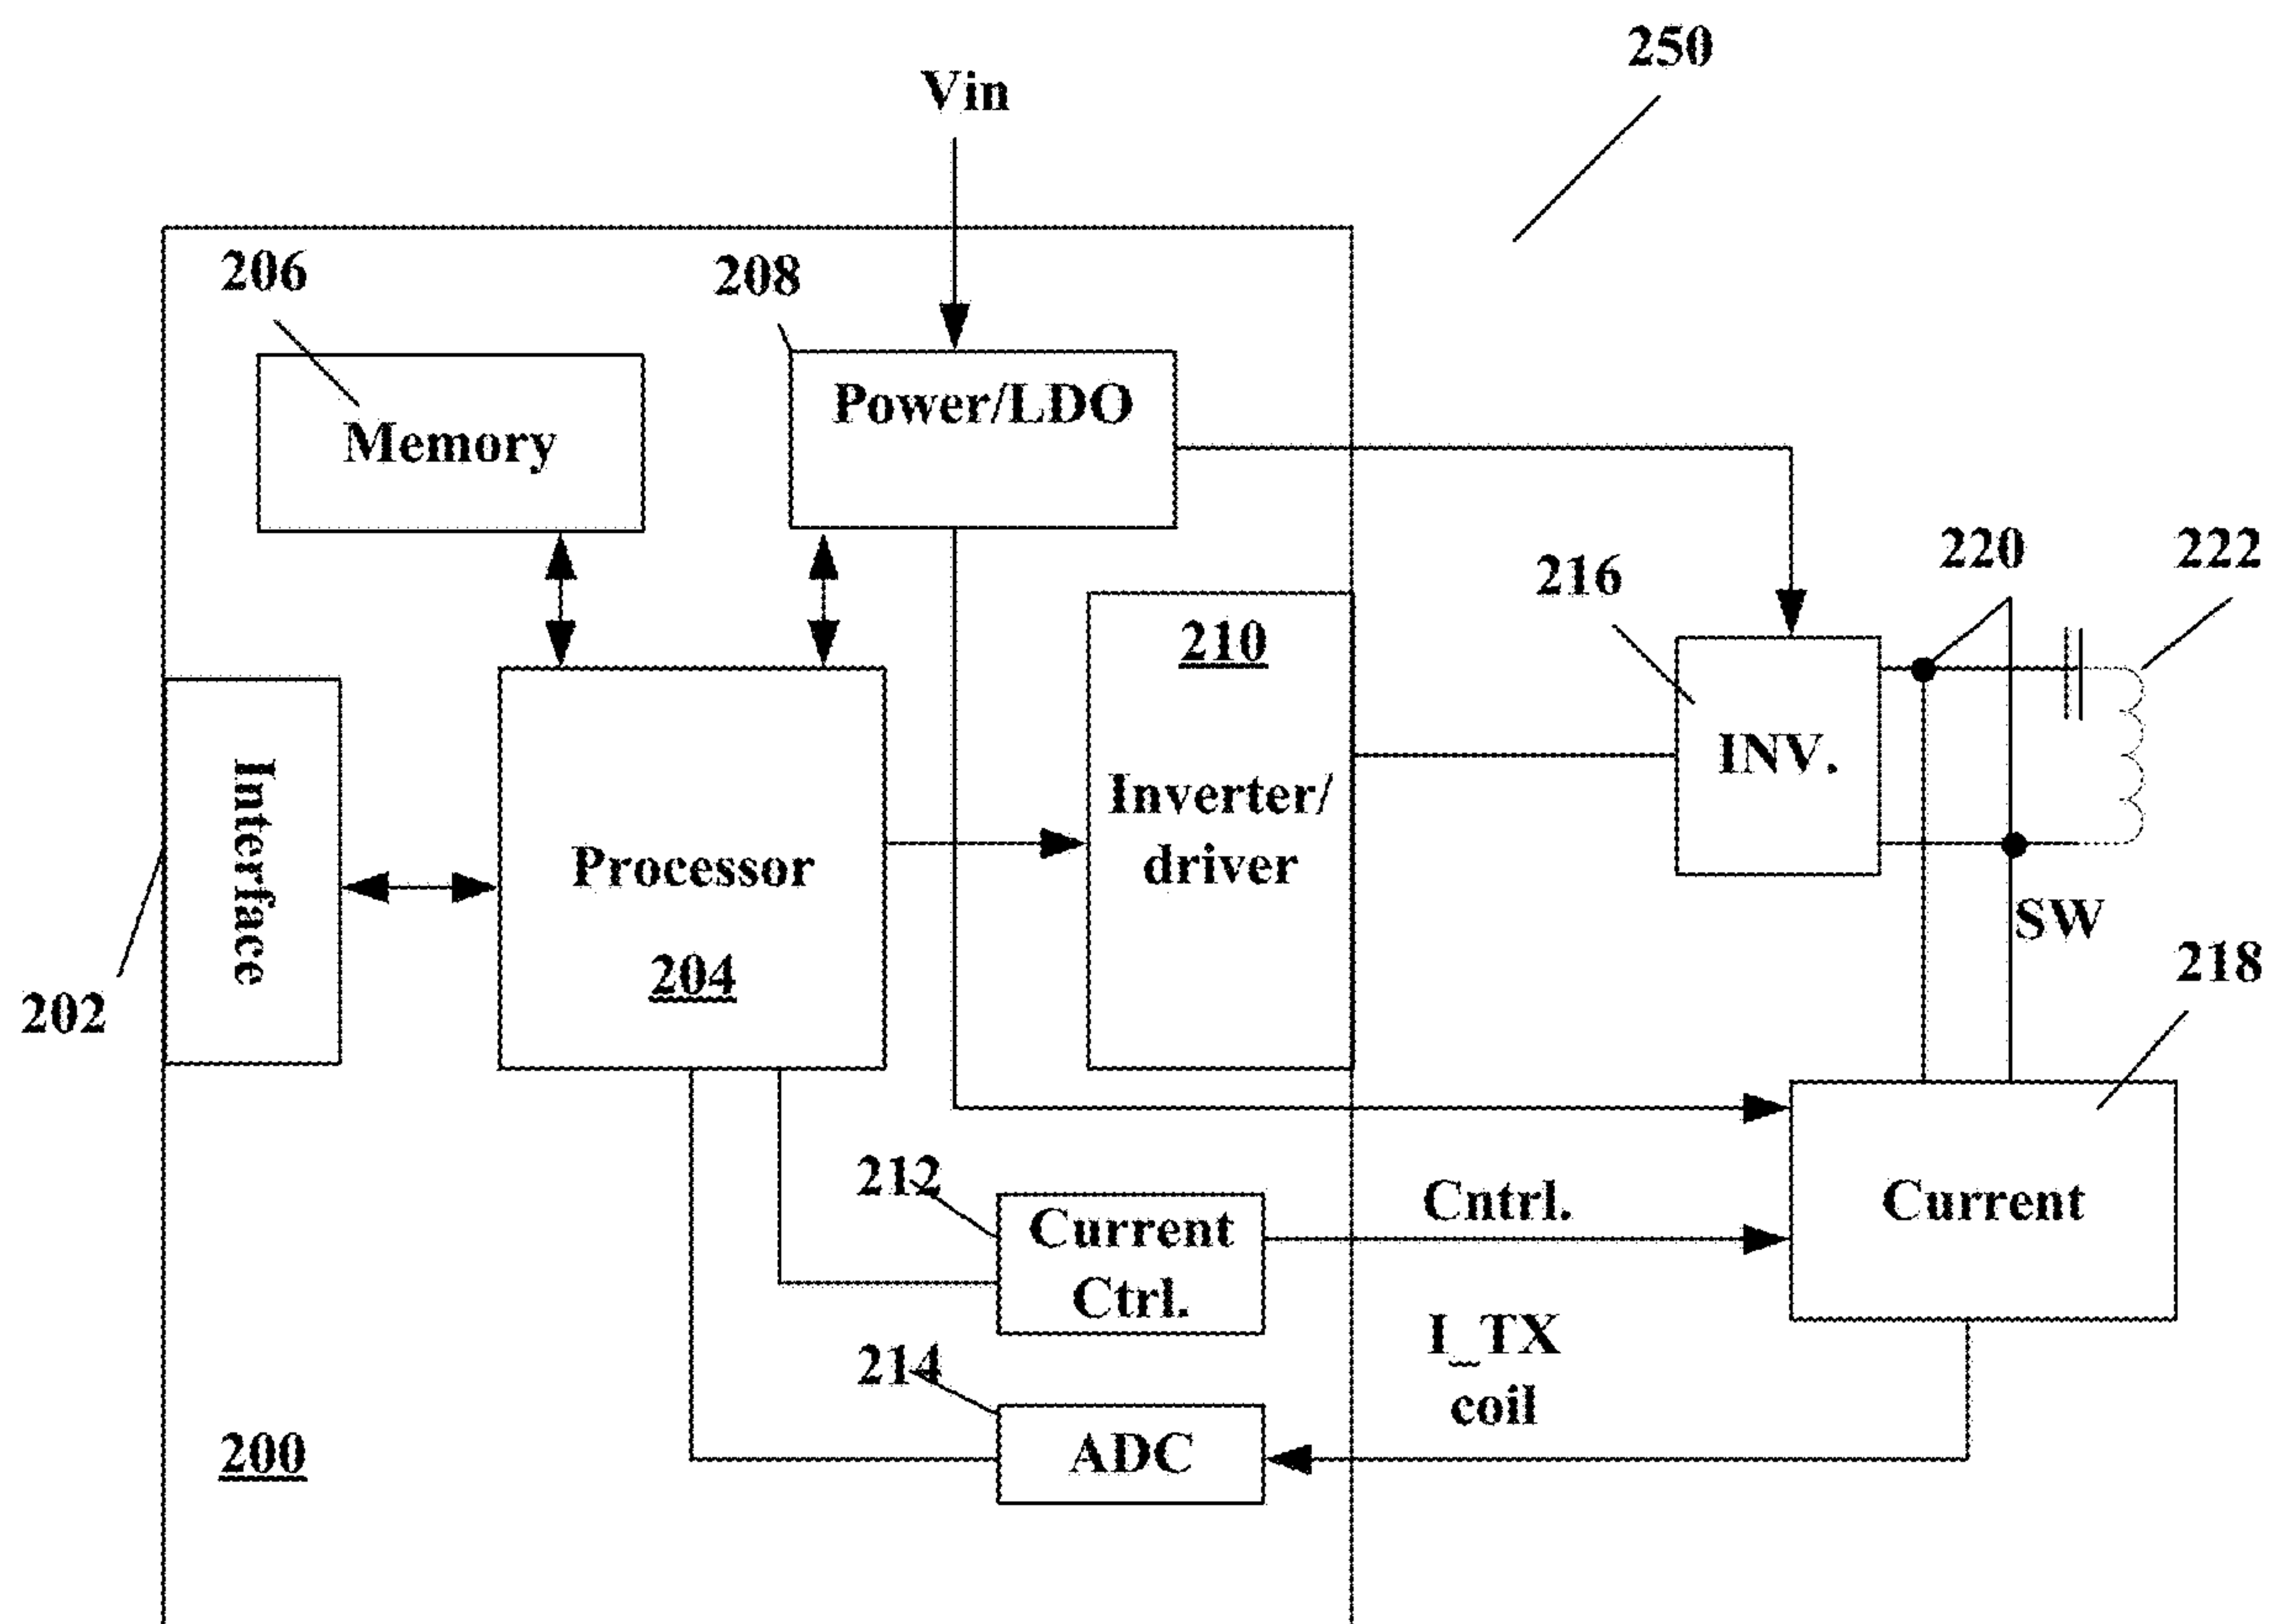 250
Vin
206
208
Memory
Power/LDO
216
220
222
210
Inverter/
driver
INV.
Interface
Processor
204
202
SW
218
212
Current
Ctrl.
Cntrl.
Current
214
ADC
I_TX
coil
200